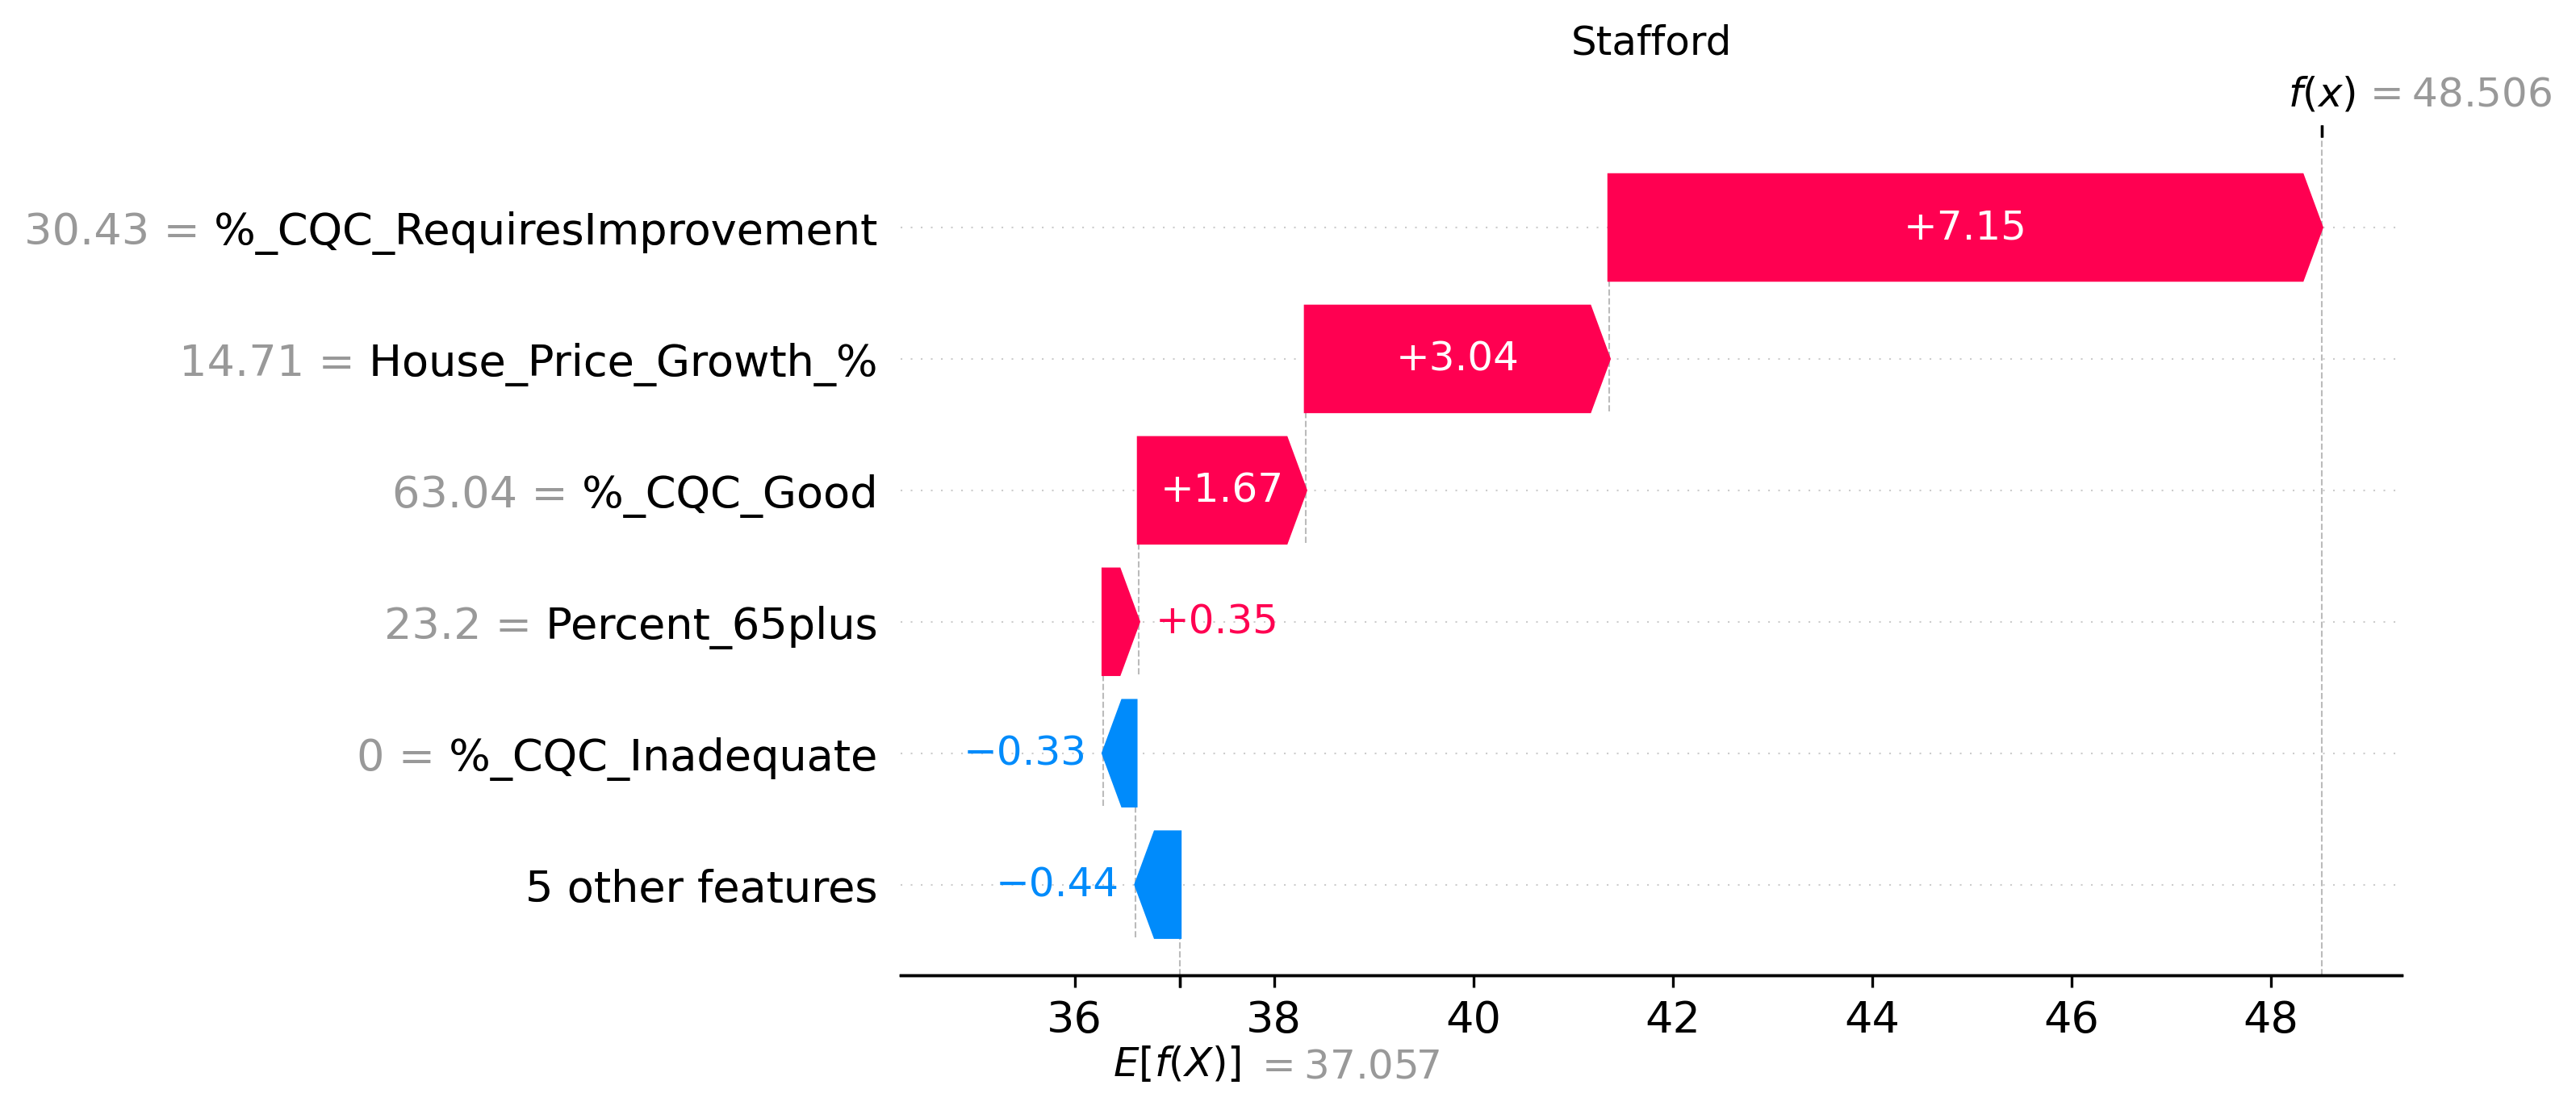 Stafford
f(x) = 48.506
30.43 = %_CQC_RequiresImprovement
+7.15
14.71 = House_Price_Growth_%
+3.04
63.04 = %_CQC_Good
+1.67
23.2 = Percent_65plus
+0.35
0 = %_CQC_Inadequate
−0.33
5 other features
−0.44
36 38 40 42 44 46 48
E[f(X)] = 37.057